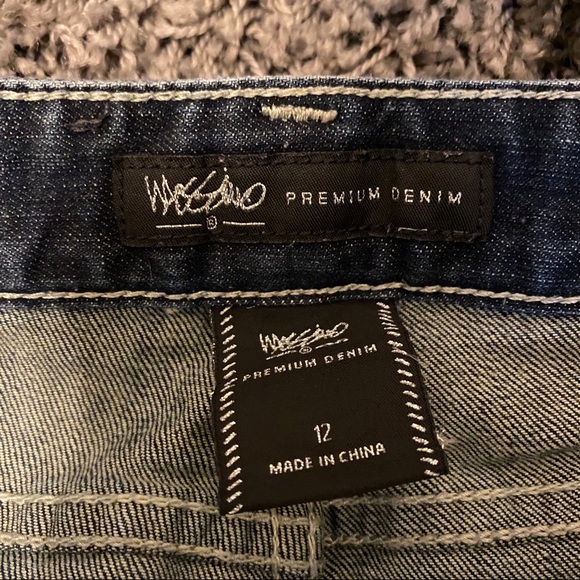 Mossimo PREMIUM DENIM
®
Mossimo
®
PREMIUM DENIM
12
MADE IN CHINA